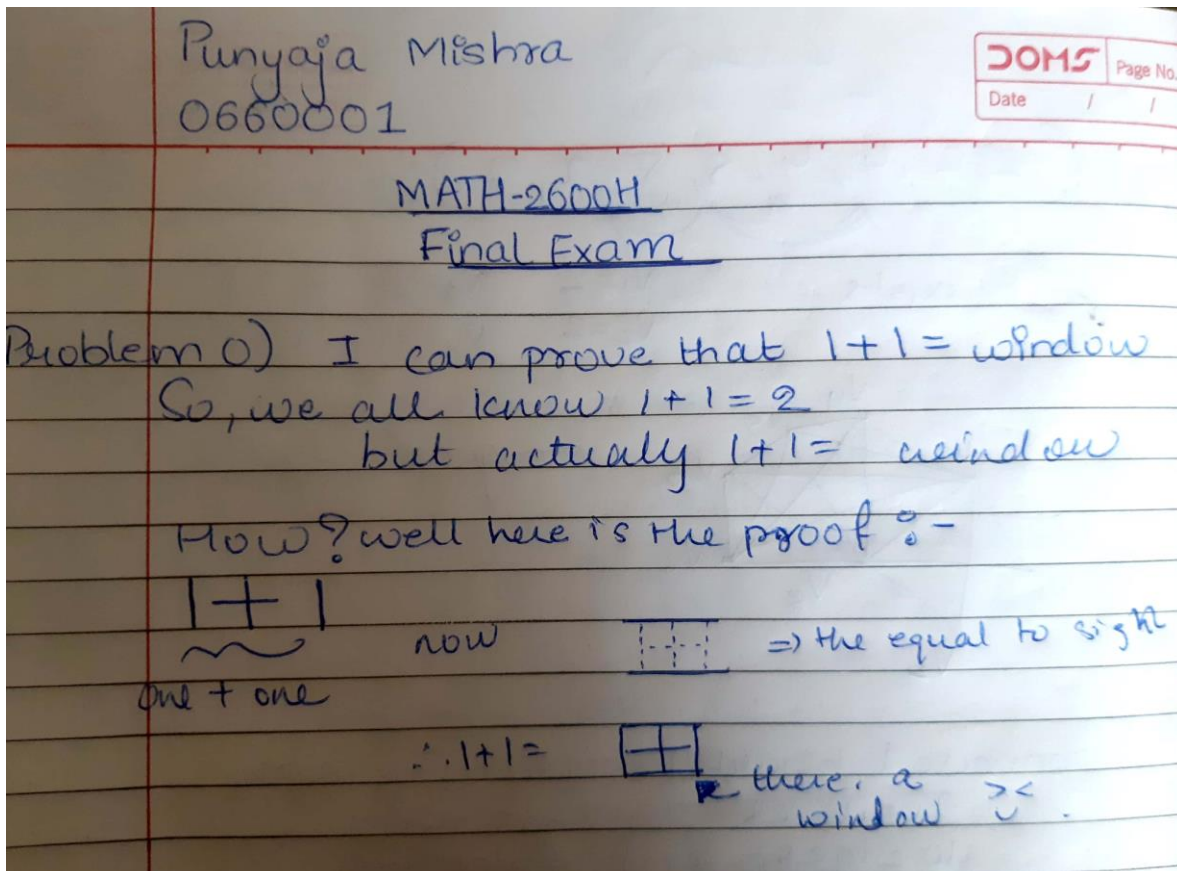 Punyaja Mishra
0660001
DOMS Page No.
Date / /
MATH-2600H
Final Exam
Problem 0) I can prove that 1+1 = window
So, we all know 1+1 = 2
but actually 1+1 = window
How? well here is the proof :-
1+1
now => the equal to sight
one + one
∴ 1+1 =
there, a
window